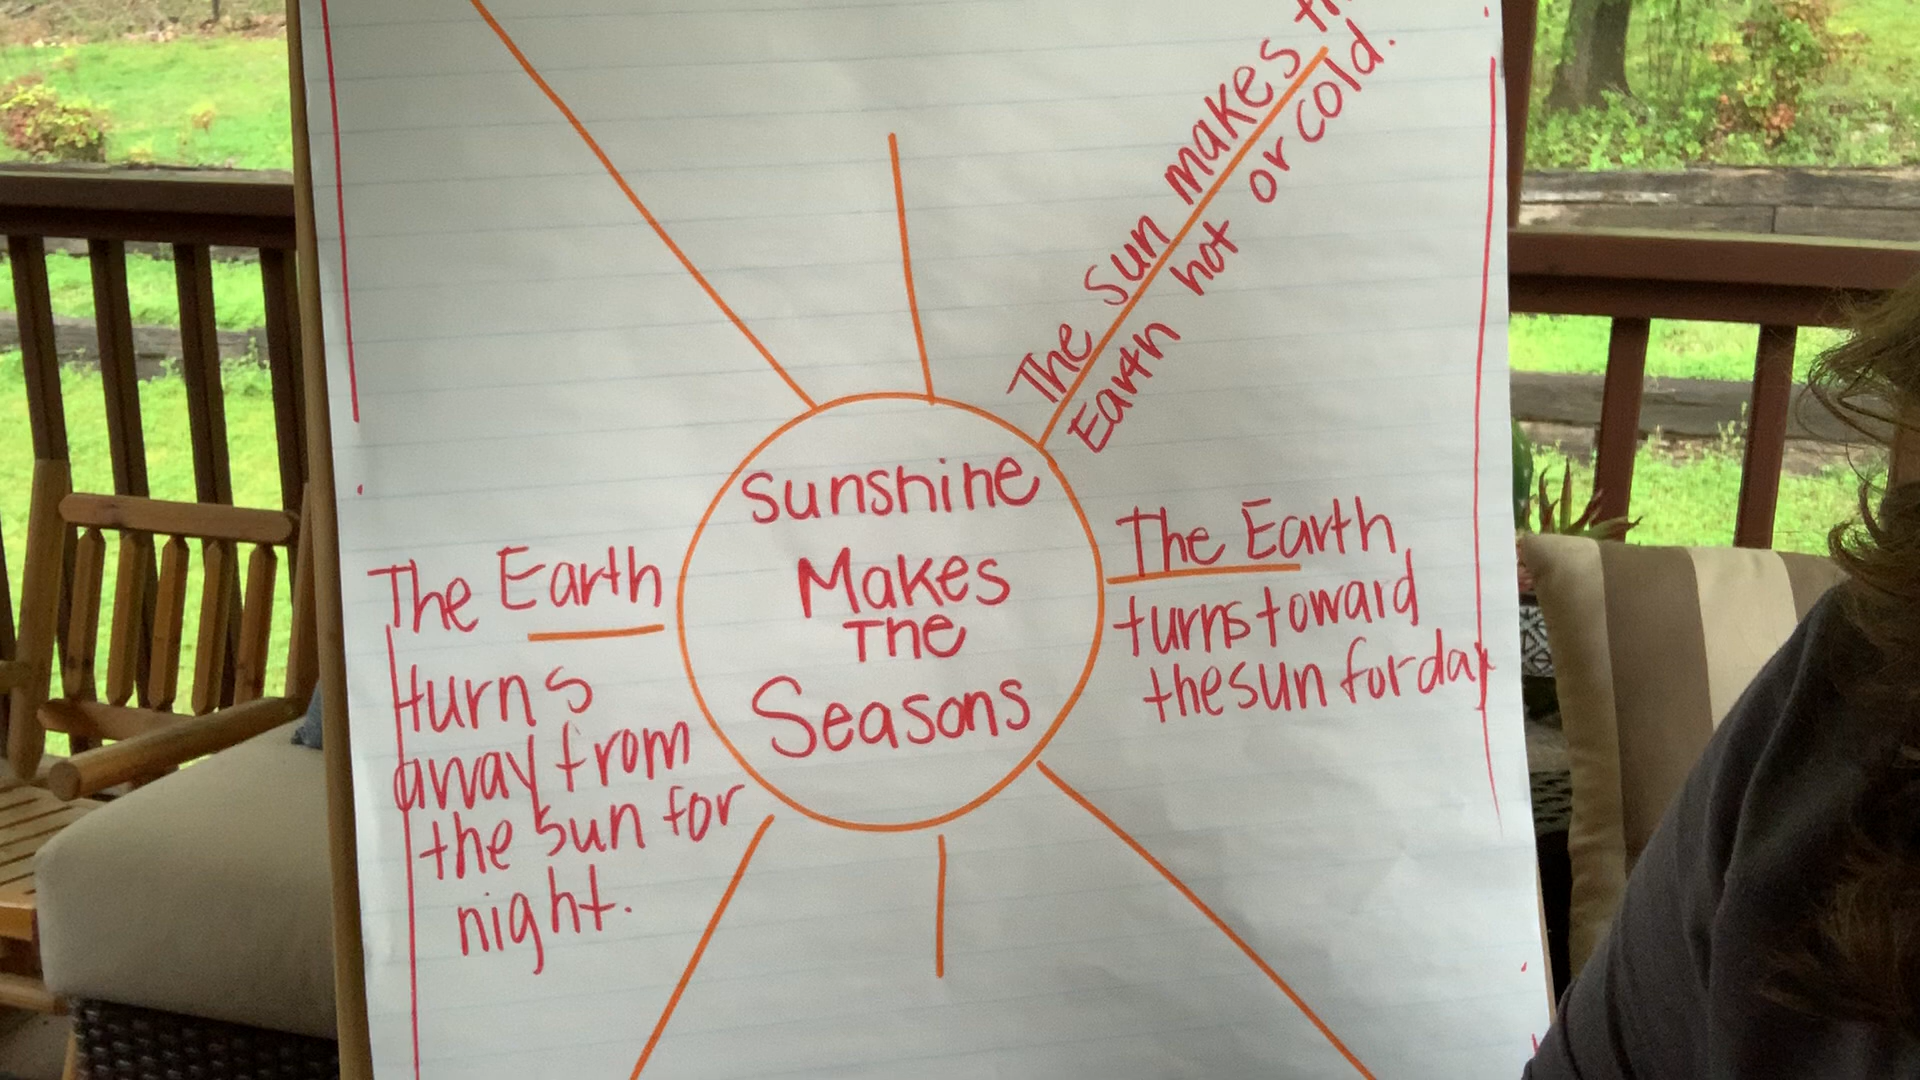 The Sun makes
Earth hot or cold.
Sunshine
Makes
The
Seasons
The Earth
turns toward
the sun for day
The Earth
turns
away from
the Sun for
night.